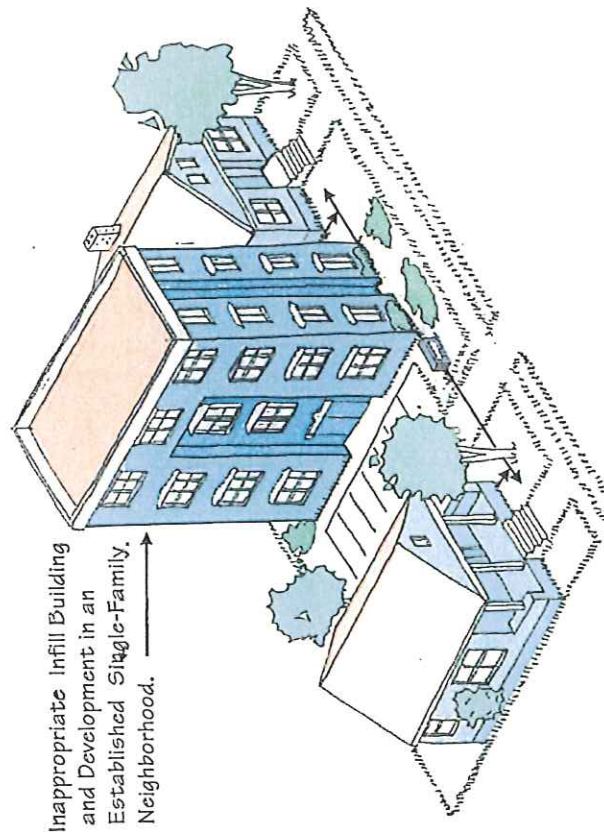 Inappropriate Infill Building
and Development in an
Established Single-Family,
Neighborhood.